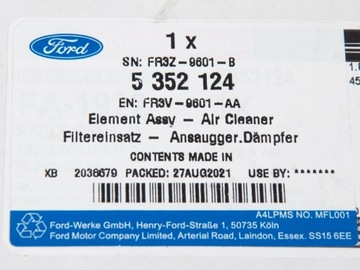 Ford
1 x
SN: FR3Z-9601-B
5 352 124
EN: FR3V-9601-AA
Element Assy - Air Cleaner
Filtereinsatz - Ansaugger.Dämpfer
CONTENTS MADE IN
XB 2036679 PACKED: 27AUG2021 USE BY: *******
A4LPMS NO. MFL001
Ford-Werke GmbH, Henry-Ford-Straße 1, 50735 Köln
Ford Motor Company Limited, Arterial Road, Laindon, Essex. SS15 6EE